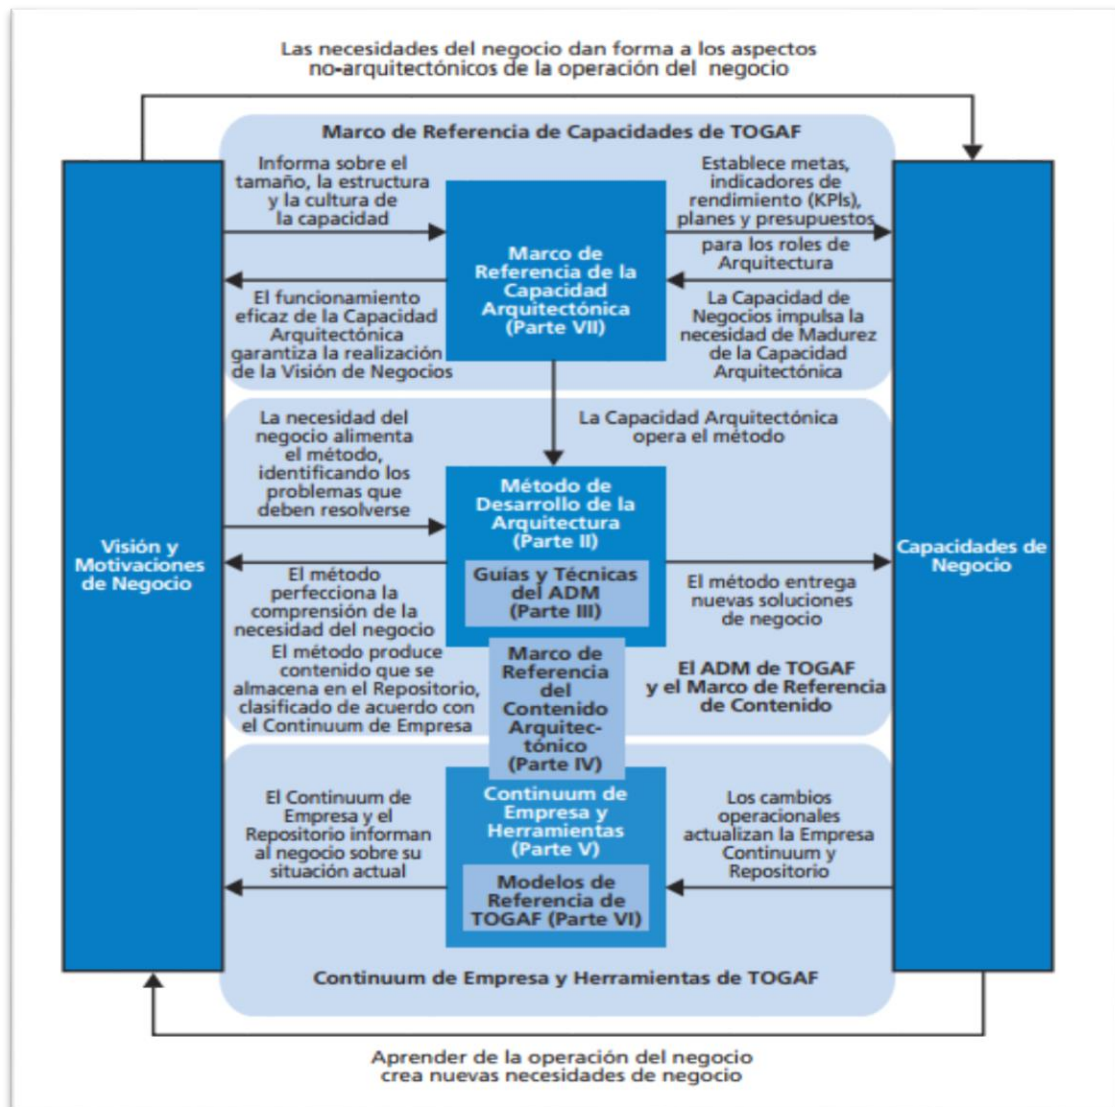 Las necesidades del negocio dan forma a los aspectos
no-arquitectónicos de la operación del  negocio
Marco de Referencia de Capacidades de TOGAF
Informa sobre el
tamaño, la estructura
y la cultura de
la capacidad
Establece metas,
indicadores de
rendimiento (KPIs),
planes y presupuestos
para los roles de
Arquitectura
Marco de
Referencia de la
Capacidad
Arquitectónica
(Parte VII)
El funcionamiento
eficaz de la Capacidad
Arquitectónica
garantiza la realización
de la Visión de Negocios
La Capacidad de
Negocios impulsa la
necesidad de Madurez
de la Capacidad
Arquitectónica
La necesidad del
negocio alimenta
el método,
identificando los
problemas que
deben resolverse
La Capacidad Arquitectónica
opera el método
Método de
Desarrollo de la
Arquitectura
(Parte II)
Visión y
Motivaciones
de Negocio
Capacidades de
Negocio
Guías y Técnicas
del ADM
(Parte III)
El método
perfecciona la
comprensión de la
necesidad del negocio
El método entrega
nuevas soluciones
de negocio
El método produce
contenido que se
almacena en el Repositorio,
clasificado de acuerdo con
el Continuum de Empresa
Marco de
Referencia
del
Contenido
Arquitec-
tónico
(Parte IV)
El ADM de TOGAF
y el Marco de Referencia
de Contenido
El Continuum de
Empresa y el
Repositorio informan
al negocio sobre su
situación actual
Continuum de
Empresa y
Herramientas
(Parte V)
Los cambios
operacionales
actualizan la Empresa
Continuum y
Repositorio
Modelos de
Referencia de
TOGAF (Parte VI)
Continuum de Empresa y Herramientas de TOGAF
Aprender de la operación del negocio
crea nuevas necesidades de negocio